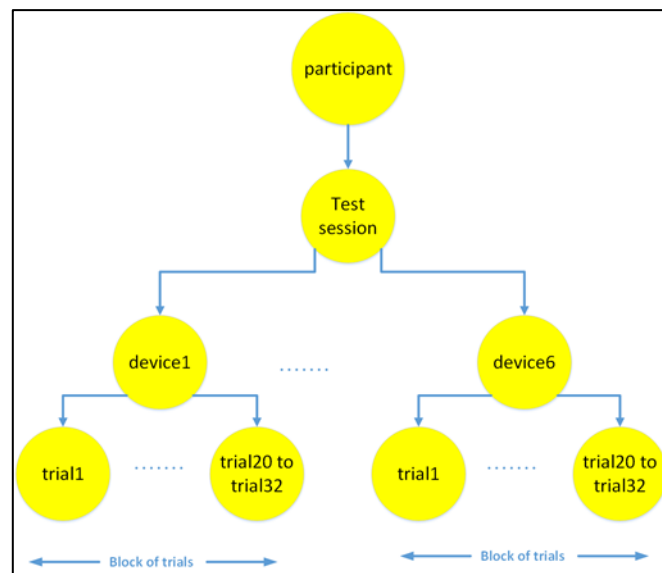 participant
Test
session
device1
.......
device6
trial1
.......
trial20 to
trial32
trial1
.......
trial20 to
trial32
Block of trials
Block of trials